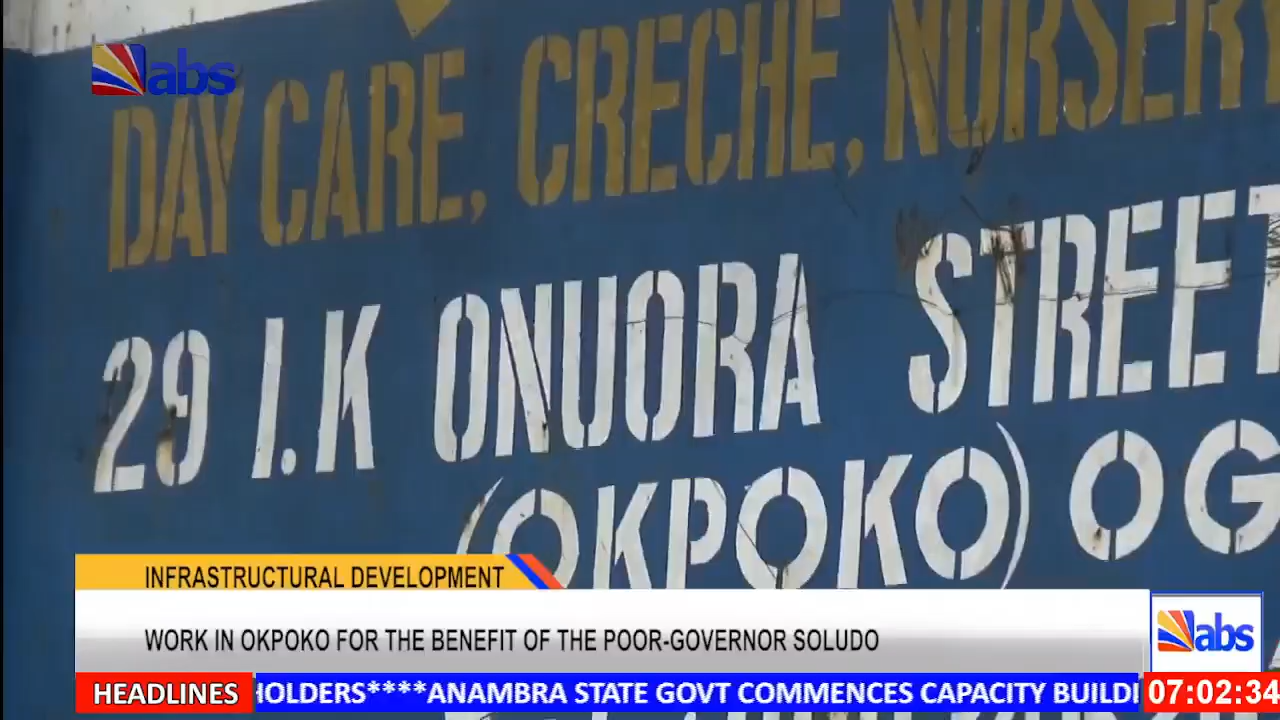 abs
DAY CARE, CRECHE, NURSERY
29 I.K ONUORA STREET
(OKPOKO) OG
INFRASTRUCTURAL DEVELOPMENT
WORK IN OKPOKO FOR THE BENEFIT OF THE POOR-GOVERNOR SOLUDO
abs
HEADLINES HOLDERS****ANAMBRA STATE GOVT COMMENCES CAPACITY BUILDI 07:02:34